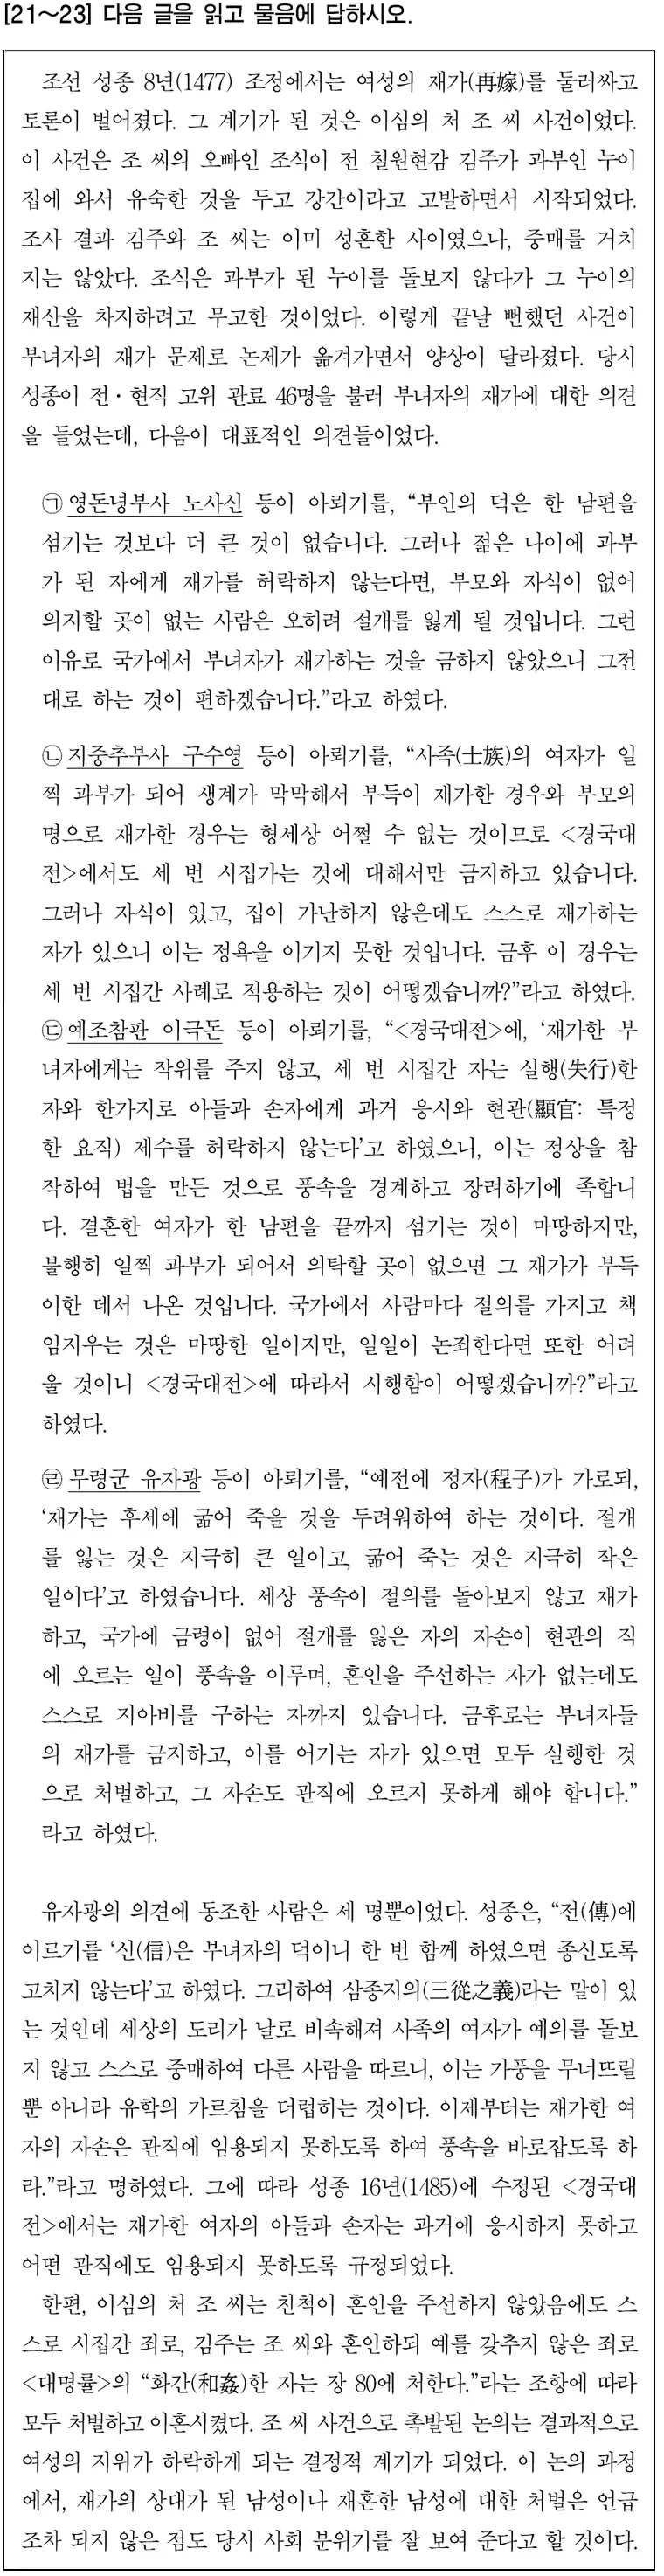 [21～23] 다음 글을 읽고 물음에 답하시오.
조선 성종 8년(1477) 조정에서는 여성의 재가(再嫁)를 둘러싸고
토론이 벌어졌다. 그 계기가 된 것은 이심의 처 조 씨 사건이었다.
이 사건은 조 씨의 오빠인 조식이 전 칠원현감 김주가 과부인 누이
집에 와서 유숙한 것을 두고 강간이라고 고발하면서 시작되었다.
조사 결과 김주와 조 씨는 이미 성혼한 사이였으나, 중매를 거치
지는 않았다. 조식은 과부가 된 누이를 돌보지 않다가 그 누이의
재산을 차지하려고 무고한 것이었다. 이렇게 끝날 뻔했던 사건이
부녀자의 재가 문제로 논제가 옮겨가면서 양상이 달라졌다. 당시
성종이 전·현직 고위 관료 46명을 불러 부녀자의 재가에 대한 의견
을 들었는데, 다음이 대표적인 의견들이었다.
㉠영돈녕부사 노사신 등이 아뢰기를, “부인의 덕은 한 남편을
섬기는 것보다 더 큰 것이 없습니다. 그러나 젊은 나이에 과부
가 된 자에게 재가를 허락하지 않는다면, 부모와 자식이 없어
의지할 곳이 없는 사람은 오히려 절개를 잃게 될 것입니다. 그런
이유로 국가에서 부녀자가 재가하는 것을 금하지 않았으니 그전
대로 하는 것이 편하겠습니다.”라고 하였다.
㉡지중추부사 구수영 등이 아뢰기를, “사족(士族)의 여자가 일
찍 과부가 되어 생계가 막막해서 부득이 재가한 경우와 부모의
명으로 재가한 경우는 형세상 어쩔 수 없는 것이므로 <경국대
전>에서도 세 번 시집가는 것에 대해서만 금지하고 있습니다.
그러나 자식이 있고, 집이 가난하지 않은데도 스스로 재가하는
자가 있으니 이는 정욕을 이기지 못한 것입니다. 금후 이 경우는
세 번 시집간 사례로 적용하는 것이 어떻겠습니까?”라고 하였다.
㉢예조참판 이극돈 등이 아뢰기를, “<경국대전>에, ‘재가한 부
녀자에게는 작위를 주지 않고, 세 번 시집간 자는 실행(失行)한
자와 한가지로 아들과 손자에게 과거 응시와 현관(顯官: 특정
한 요직) 제수를 허락하지 않는다’고 하였으니, 이는 정상을 참
작하여 법을 만든 것으로 풍속을 경계하고 장려하기에 족합니
다. 결혼한 여자가 한 남편을 끝까지 섬기는 것이 마땅하지만,
불행히 일찍 과부가 되어서 의탁할 곳이 없으면 그 재가가 부득
이한 데서 나온 것입니다. 국가에서 사람마다 절의를 가지고 책
임지우는 것은 마땅한 일이지만, 일일이 논죄한다면 또한 어려
울 것이니 <경국대전>에 따라서 시행함이 어떻겠습니까?”라고
하였다.
㉣무령군 유자광 등이 아뢰기를, “예전에 정자(程子)가 가로되,
‘재가는 후세에 굶어 죽을 것을 두려워하여 하는 것이다. 절개
를 잃는 것은 지극히 큰 일이고, 굶어 죽는 것은 지극히 작은
일이다’고 하였습니다. 세상 풍속이 절의를 돌아보지 않고 재가
하고, 국가에 금령이 없어 절개를 잃은 자의 자손이 현관의 직
에 오르는 일이 풍속을 이루며, 혼인을 주선하는 자가 없는데도
스스로 지아비를 구하는 자까지 있습니다. 금후로는 부녀자들
의 재가를 금지하고, 이를 어기는 자가 있으면 모두 실행한 것
으로 처벌하고, 그 자손도 관직에 오르지 못하게 해야 합니다.”
라고 하였다.
유자광의 의견에 동조한 사람은 세 명뿐이었다. 성종은, “전(傳)에
이르기를 ‘신(信)은 부녀자의 덕이니 한 번 함께 하였으면 종신토록
고치지 않는다’고 하였다. 그리하여 삼종지의(三從之義)라는 말이 있
는 것인데 세상의 도리가 날로 비속해져 사족의 여자가 예의를 돌보
지 않고 스스로 중매하여 다른 사람을 따르니, 이는 가풍을 무너뜨릴
뿐 아니라 유학의 가르침을 더럽히는 것이다. 이제부터는 재가한 여
자의 자손은 관직에 임용되지 못하도록 하여 풍속을 바로잡도록 하
라.”라고 명하였다. 그에 따라 성종 16년(1485)에 수정된 <경국대
전>에서는 재가한 여자의 아들과 손자는 과거에 응시하지 못하고
어떤 관직에도 임용되지 못하도록 규정되었다.
한편, 이심의 처 조 씨는 친척이 혼인을 주선하지 않았음에도 스
스로 시집간 죄로, 김주는 조 씨와 혼인하되 예를 갖추지 않은 죄로
<대명률>의 “화간(和姦)한 자는 장 80에 처한다.”라는 조항에 따라
모두 처벌하고 이혼시켰다. 조 씨 사건으로 촉발된 논의는 결과적으로
여성의 지위가 하락하게 되는 결정적 계기가 되었다. 이 논의 과정
에서, 재가의 상대가 된 남성이나 재혼한 남성에 대한 처벌은 언급
조차 되지 않은 점도 당시 사회 분위기를 잘 보여 준다고 할 것이다.